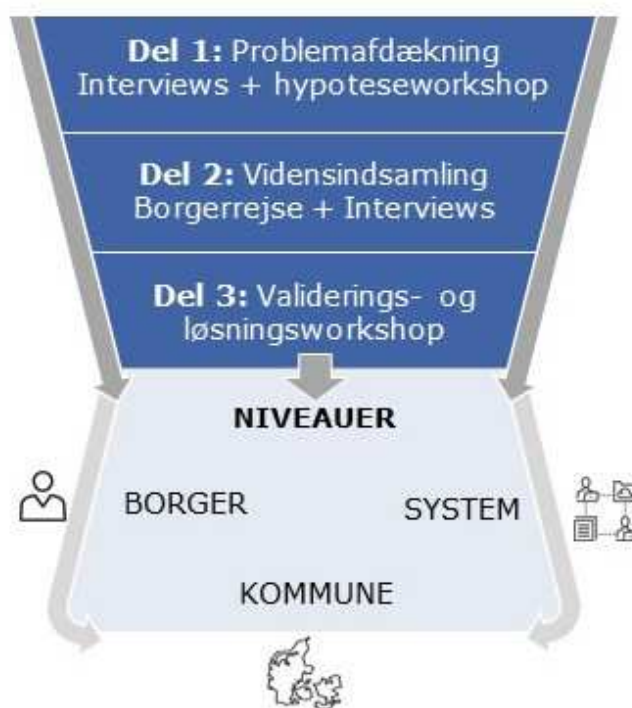 Del 1: Problemafdækning
Interviews + hypoteseworkshop
Del 2: Vidensindsamling
Borgerrejse + Interviews
Del 3: Validerings- og
løsningsworkshop
NIVEAUER
BORGER
SYSTEM
KOMMUNE